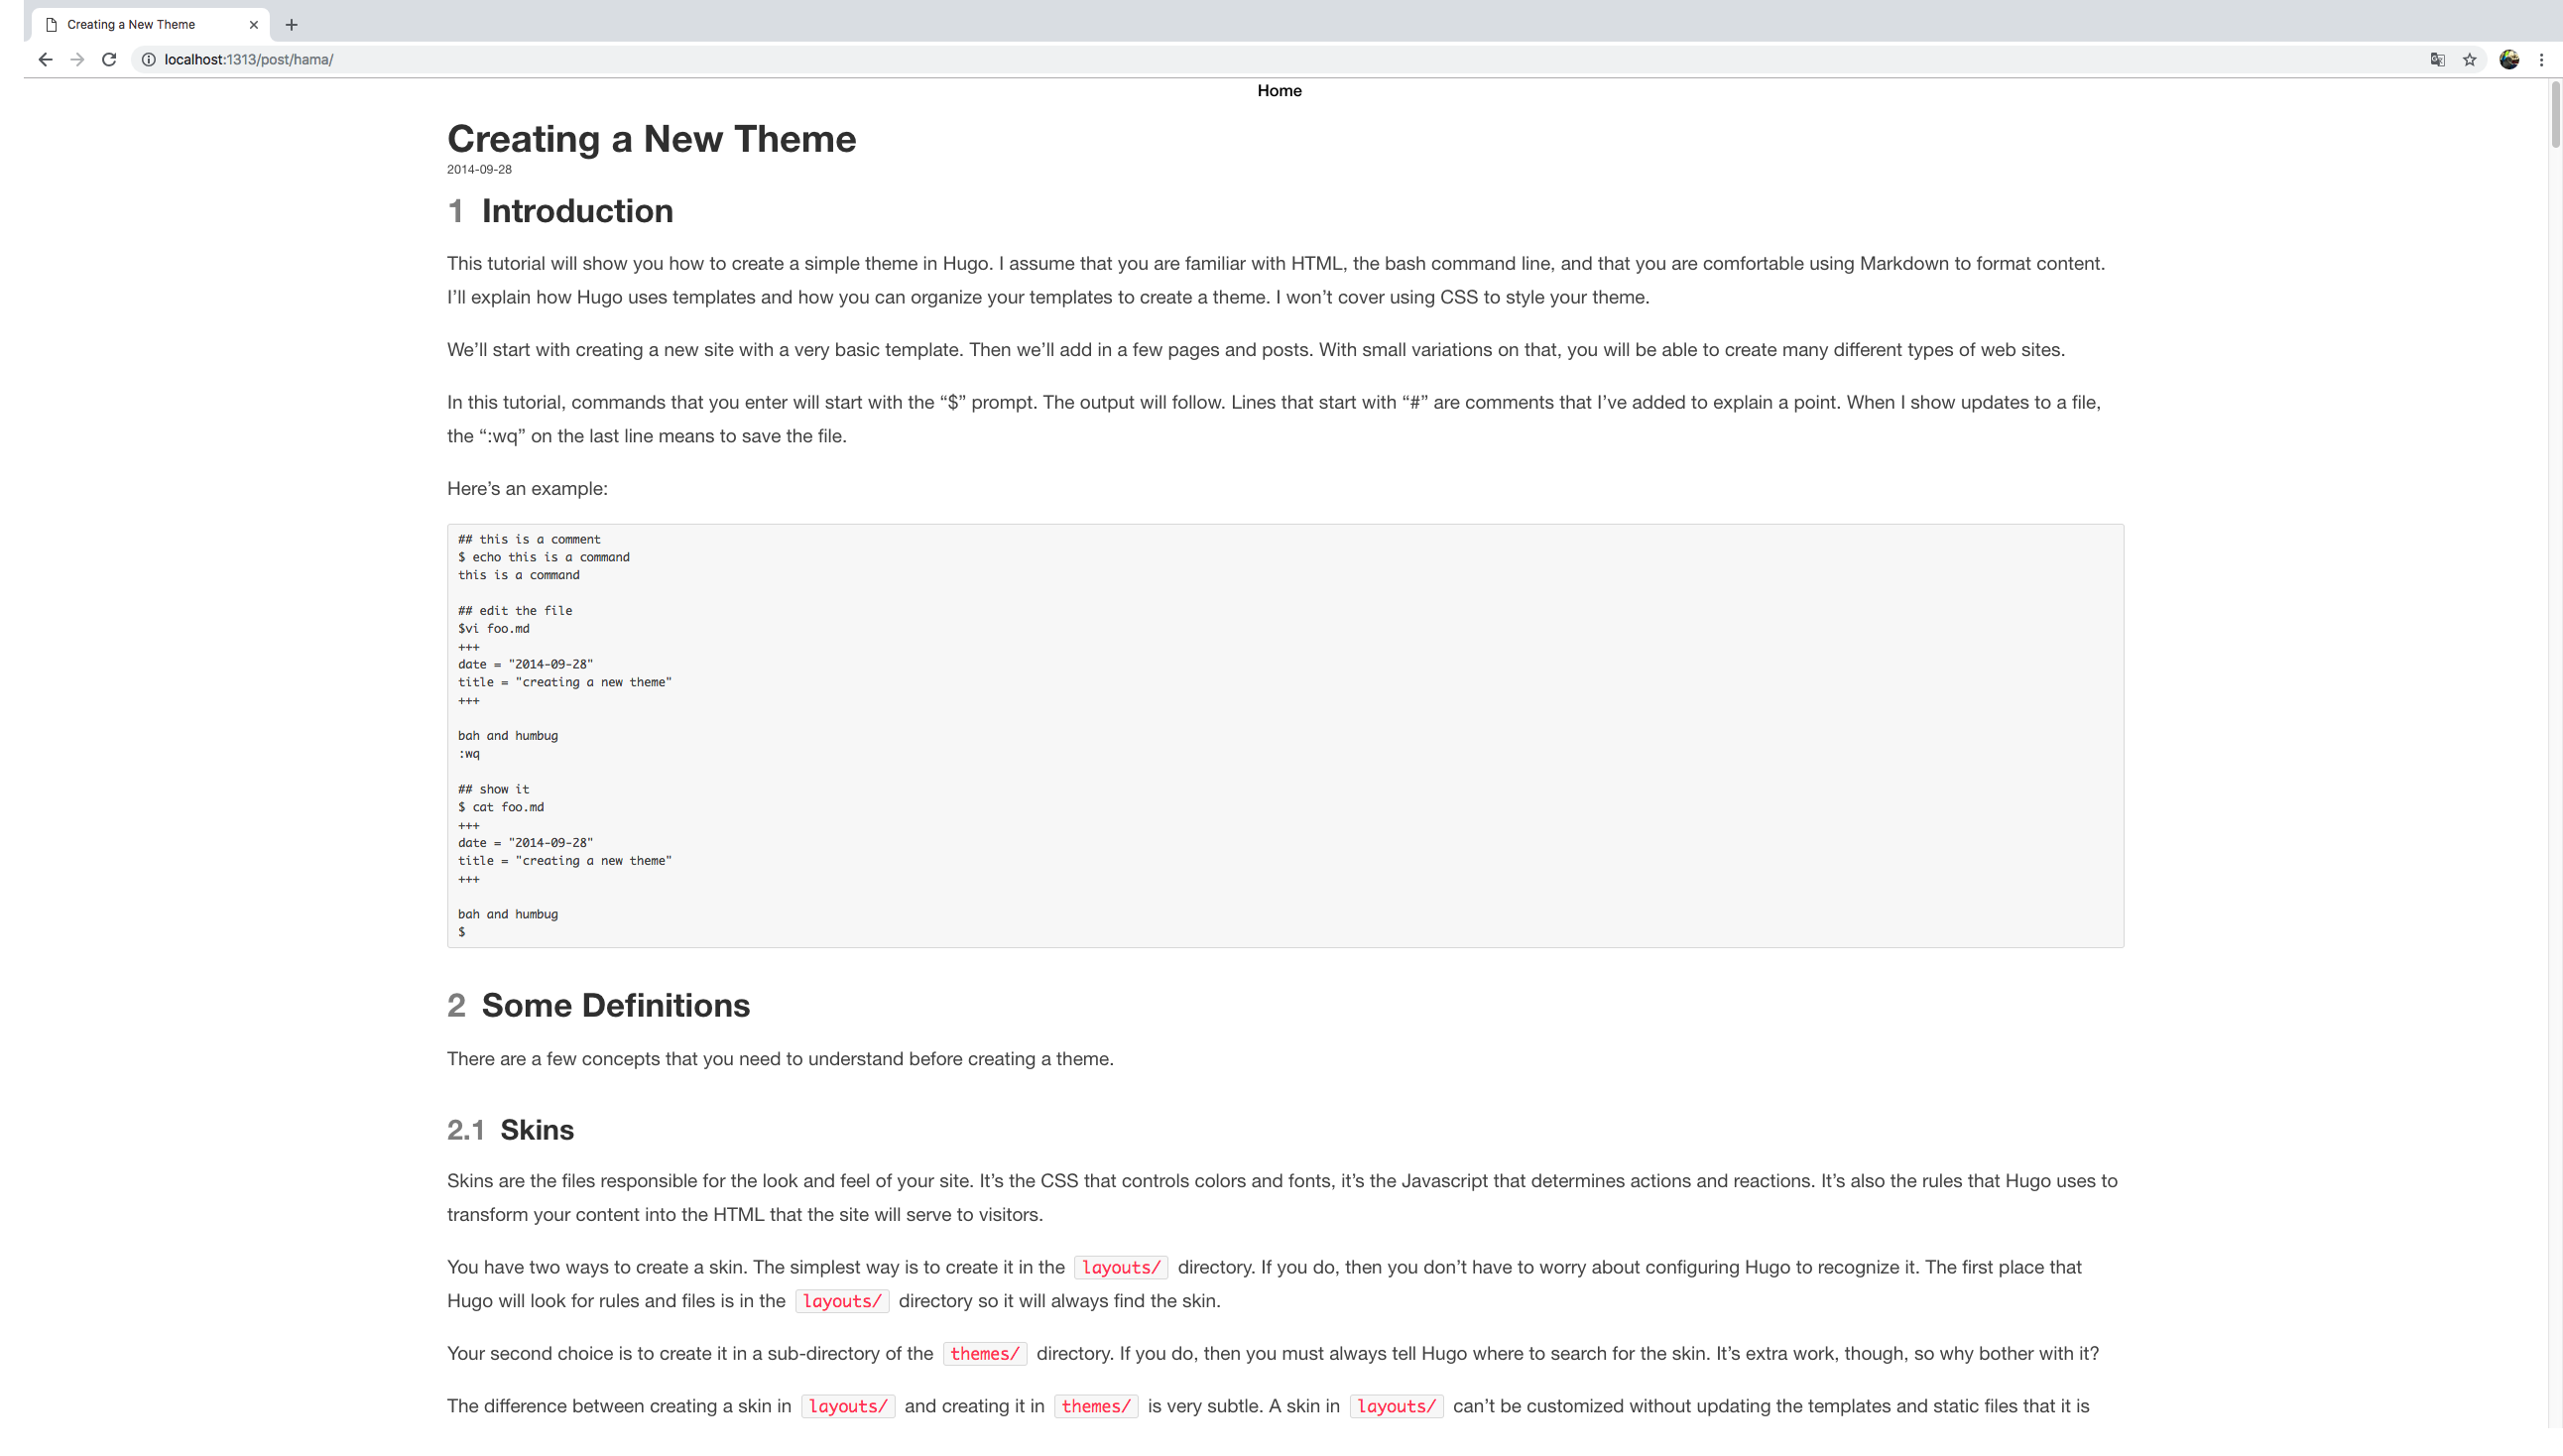 Creating a New Theme
localhost:1313/post/hama/
Home
Creating a New Theme
2014-09-28
1 Introduction
This tutorial will show you how to create a simple theme in Hugo. I assume that you are familiar with HTML, the bash command line, and that you are comfortable using Markdown to format content.
I’ll explain how Hugo uses templates and how you can organize your templates to create a theme. I won’t cover using CSS to style your theme.
We’ll start with creating a new site with a very basic template. Then we’ll add in a few pages and posts. With small variations on that, you will be able to create many different types of web sites.
In this tutorial, commands that you enter will start with the “$” prompt. The output will follow. Lines that start with “#” are comments that I’ve added to explain a point. When I show updates to a file,
the “:wq” on the last line means to save the file.
Here’s an example:
## this is a comment
$ echo this is a command
this is a command
## edit the file
$vi foo.md
+++
date = "2014-09-28"
title = "creating a new theme"
+++
bah and humbug
:wq
## show it
$ cat foo.md
+++
date = "2014-09-28"
title = "creating a new theme"
+++
bah and humbug
$
2 Some Definitions
There are a few concepts that you need to understand before creating a theme.
2.1 Skins
Skins are the files responsible for the look and feel of your site. It’s the CSS that controls colors and fonts, it’s the Javascript that determines actions and reactions. It’s also the rules that Hugo uses to
transform your content into the HTML that the site will serve to visitors.
You have two ways to create a skin. The simplest way is to create it in the layouts/ directory. If you do, then you don’t have to worry about configuring Hugo to recognize it. The first place that
Hugo will look for rules and files is in the layouts/ directory so it will always find the skin.
Your second choice is to create it in a sub-directory of the themes/ directory. If you do, then you must always tell Hugo where to search for the skin. It’s extra work, though, so why bother with it?
The difference between creating a skin in layouts/ and creating it in themes/ is very subtle. A skin in layouts/ can’t be customized without updating the templates and static files that it is